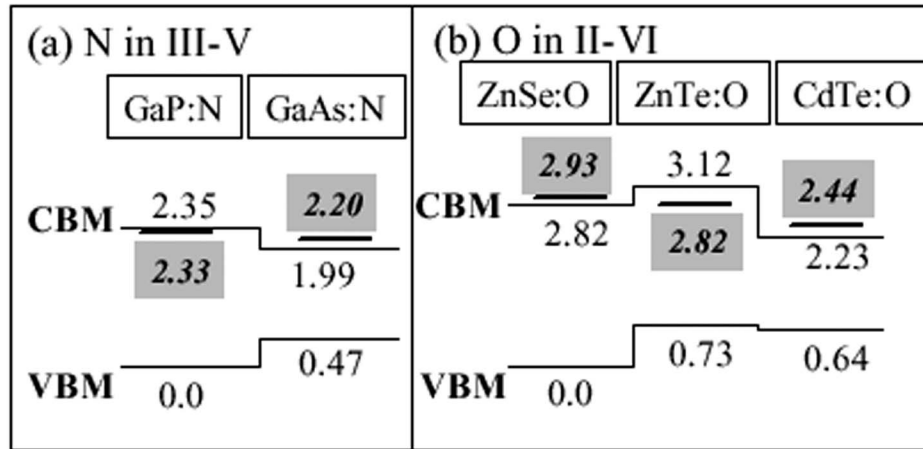 (a) N in III-V
GaP:N GaAs:N
CBM 2.35 2.20
2.33 1.99
VBM 0.0 0.47
(b) O in II-VI
ZnSe:O ZnTe:O CdTe:O
CBM 2.93 3.12 2.44
2.82 2.82 2.23
VBM 0.0 0.73 0.64